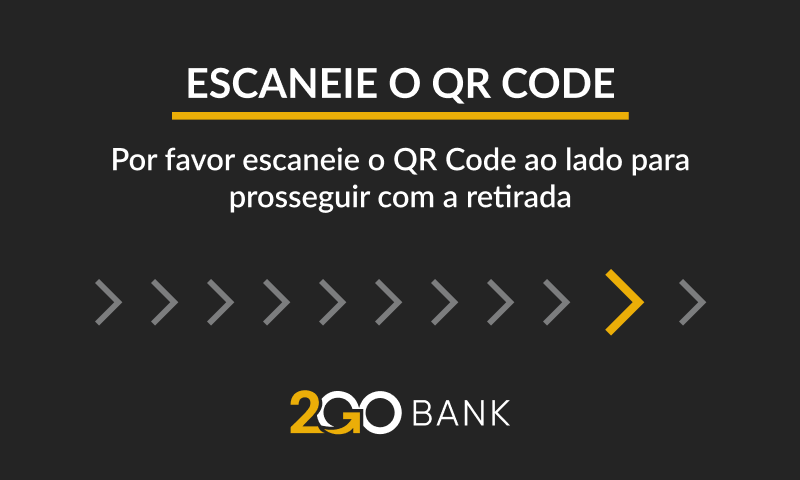 ESCANEIE O QR CODE
Por favor escaneie o QR Code ao lado para
prosseguir com a retirada
2GO BANK